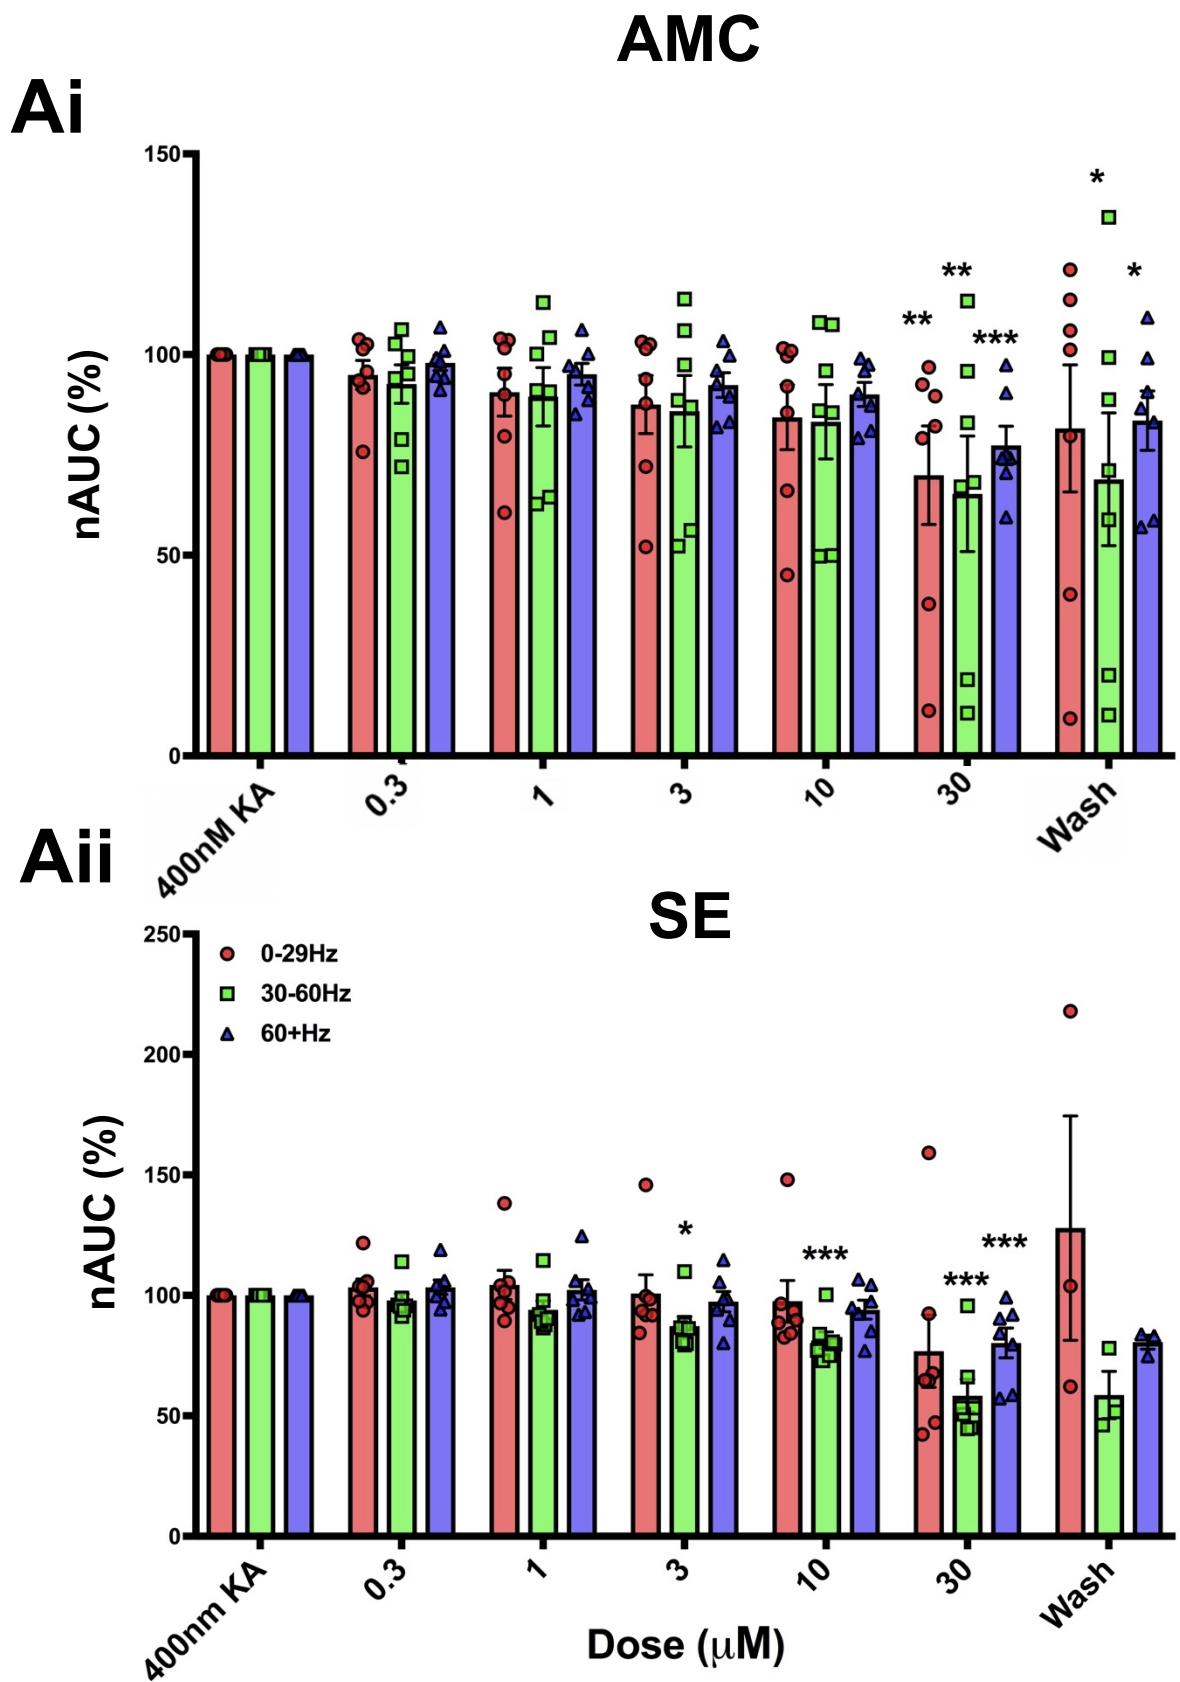 AMC
Ai
150
100
50
0
nAUC (%)
* 
** ** *** *
400nM KA 0.3 1 3 10 30 Wash
Aii
SE
250
200
150
100
50
0
nAUC (%)
0-29Hz
30-60Hz
60+Hz
* *** *** ***
400nm KA 0.3 1 3 10 30 Wash
Dose (μM)